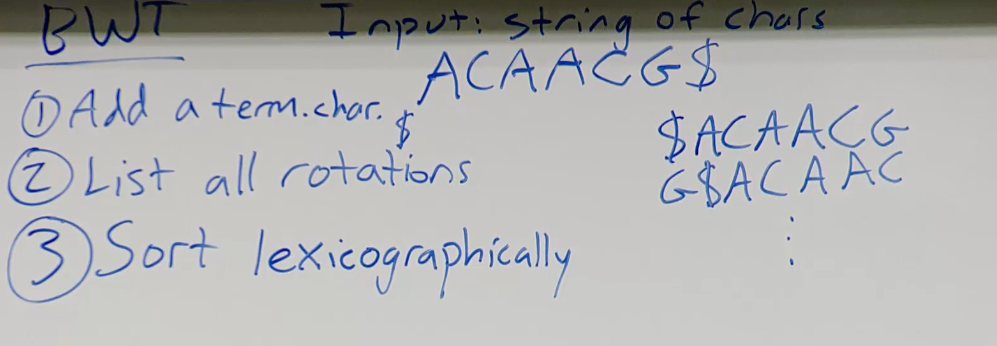 BWT Input: string of chars
ACAACG$
① Add a term.char. $
$ACAACG
② List all rotations
G$ACAAC
⋮
③ Sort lexicographically